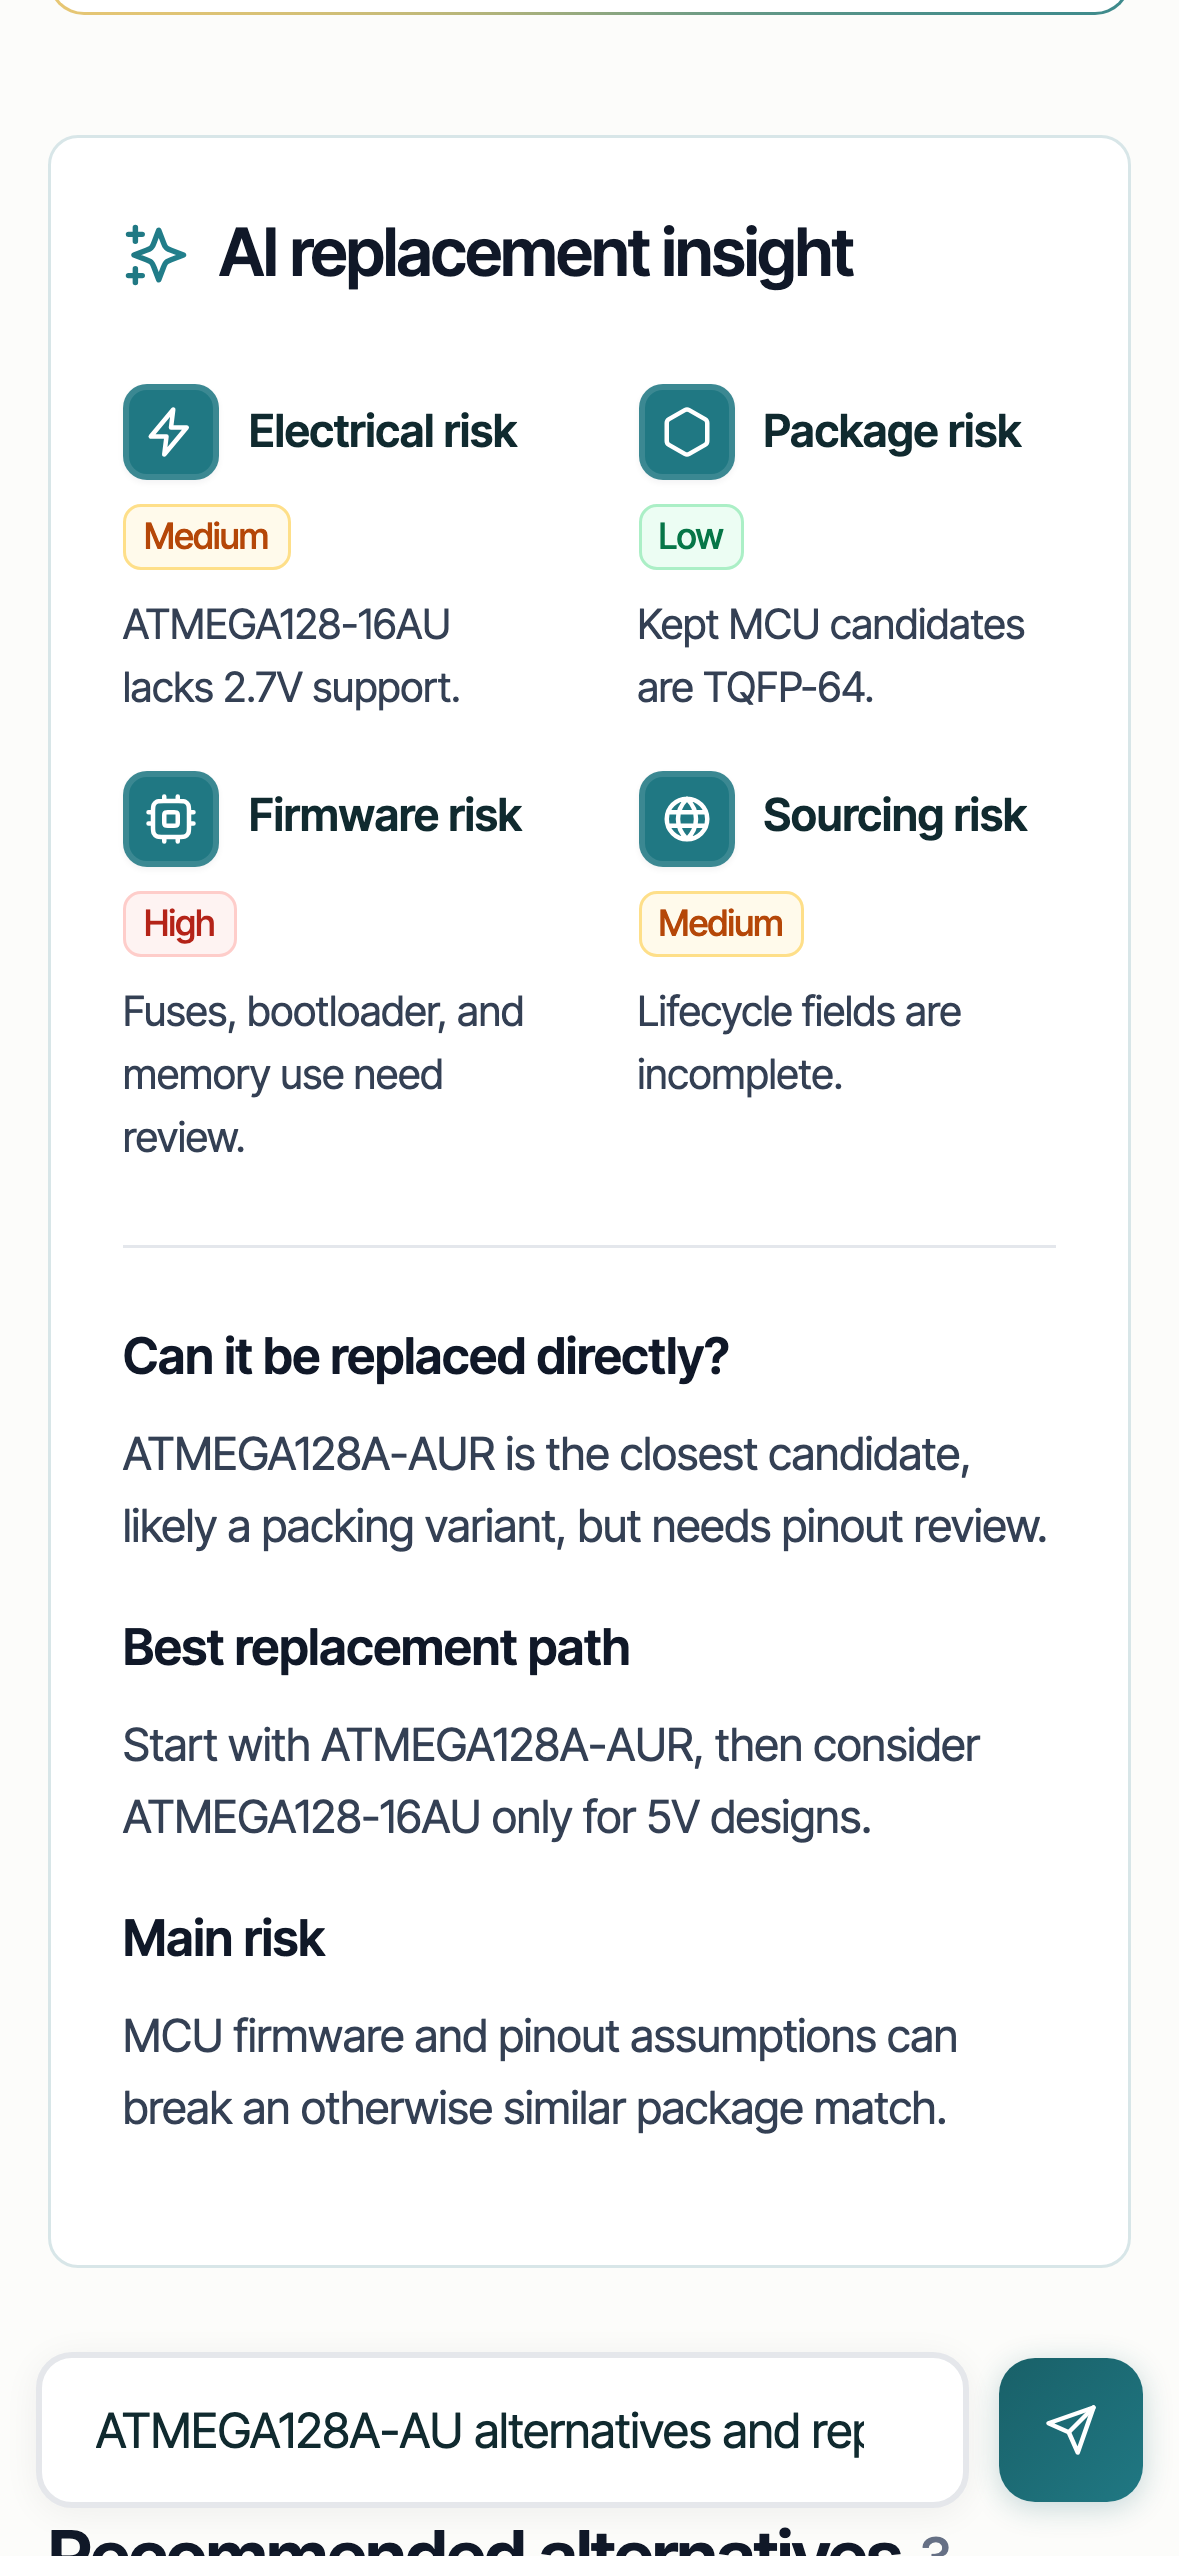 AI replacement insight
Electrical risk
Medium
ATMEGA128-16AU
lacks 2.7V support.
Package risk
Low
Kept MCU candidates
are TQFP-64.
Firmware risk
High
Fuses, bootloader, and
memory use need
review.
Sourcing risk
Medium
Lifecycle fields are
incomplete.
Can it be replaced directly?
ATMEGA128A-AUR is the closest candidate,
likely a packing variant, but needs pinout review.
Best replacement path
Start with ATMEGA128A-AUR, then consider
ATMEGA128-16AU only for 5V designs.
Main risk
MCU firmware and pinout assumptions can
break an otherwise similar package match.
ATMEGA128A-AU alternatives and rep
Recommended alternatives 3